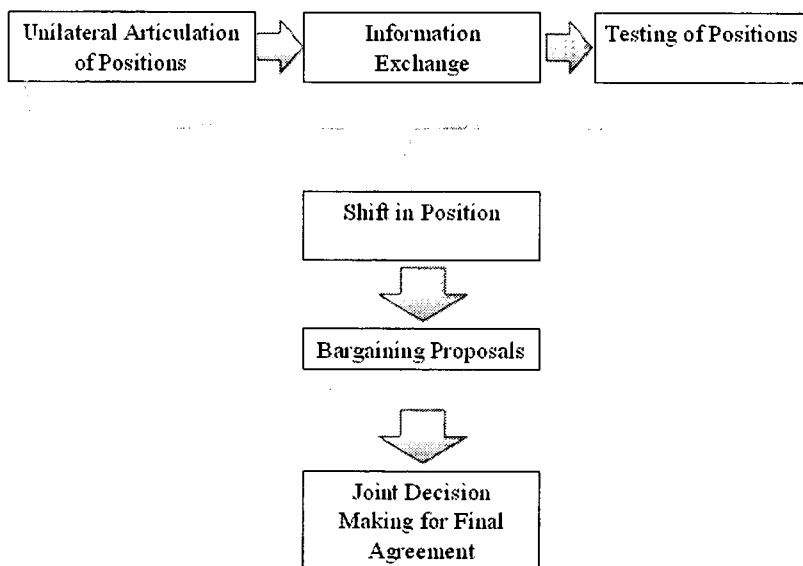 Unilateral Articulation
of Positions
Information
Exchange
Testing of Positions
Shift in Position
Bargaining Proposals
Joint Decision
Making for Final
Agreement